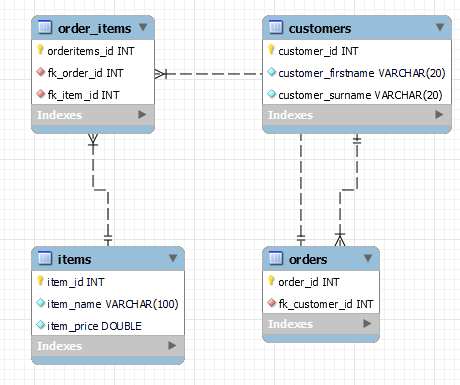 order_items
orderitems_id INT
fk_order_id INT
fk_item_id INT
Indexes
customers
customer_id INT
customer_firstname VARCHAR(20)
customer_surname VARCHAR(20)
Indexes
items
item_id INT
item_name VARCHAR(100)
item_price DOUBLE
Indexes
orders
order_id INT
fk_customer_id INT
Indexes